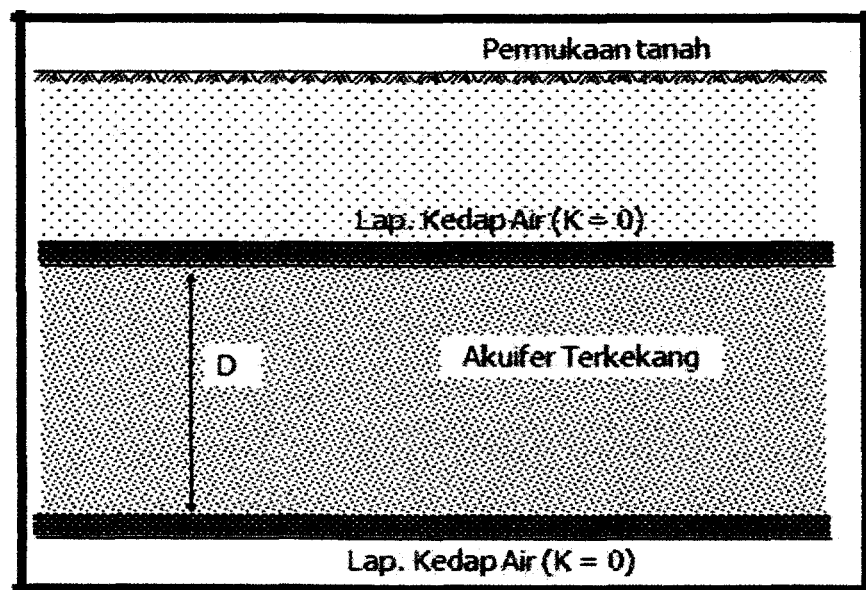 Permukaan tanah
Lap. Kedap Air (K = 0)
D
Akuifer Terkekang
Lap. Kedap Air (K = 0)